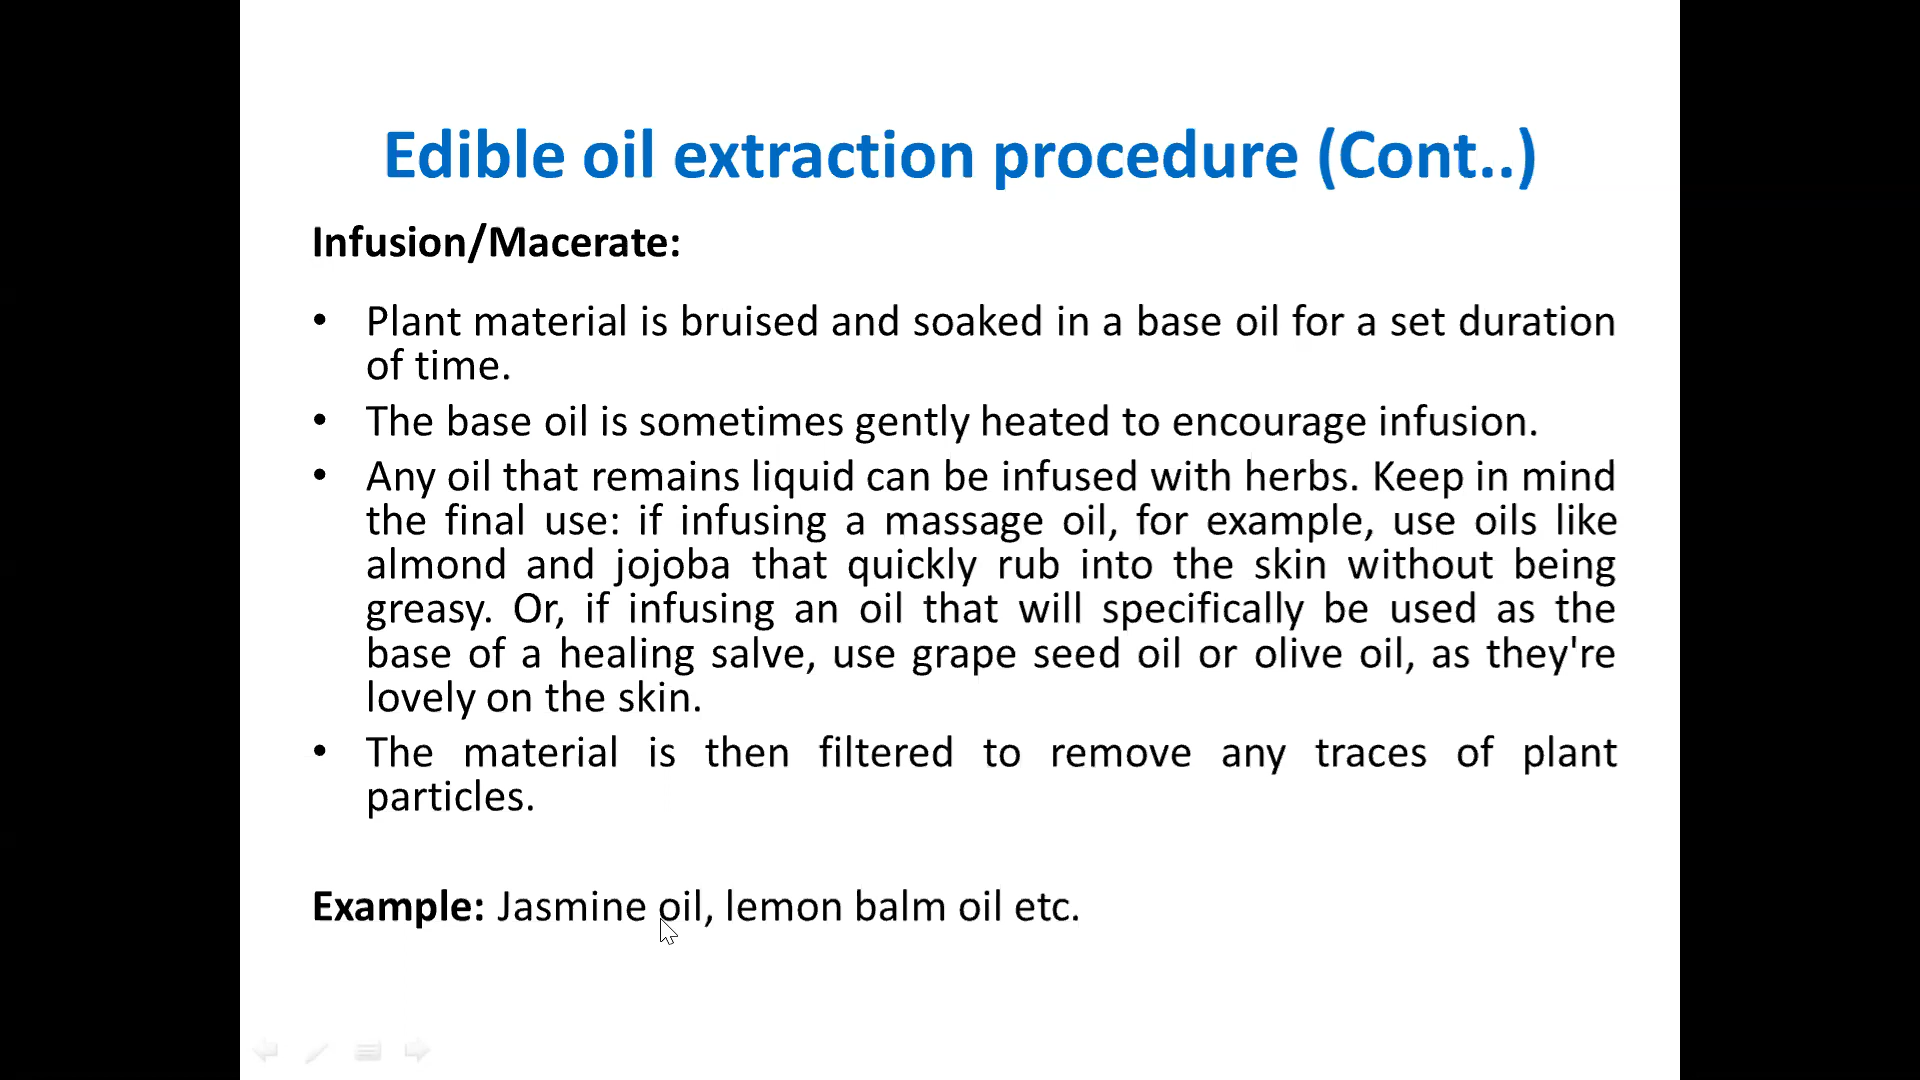 Edible oil extraction procedure (Cont..)
Infusion/Macerate:
• Plant material is bruised and soaked in a base oil for a set duration
of time.
• The base oil is sometimes gently heated to encourage infusion.
• Any oil that remains liquid can be infused with herbs. Keep in mind
the final use: if infusing a massage oil, for example, use oils like
almond and jojoba that quickly rub into the skin without being
greasy. Or, if infusing an oil that will specifically be used as the
base of a healing salve, use grape seed oil or olive oil, as they're
lovely on the skin.
• The material is then filtered to remove any traces of plant
particles.
Example: Jasmine oil, lemon balm oil etc.